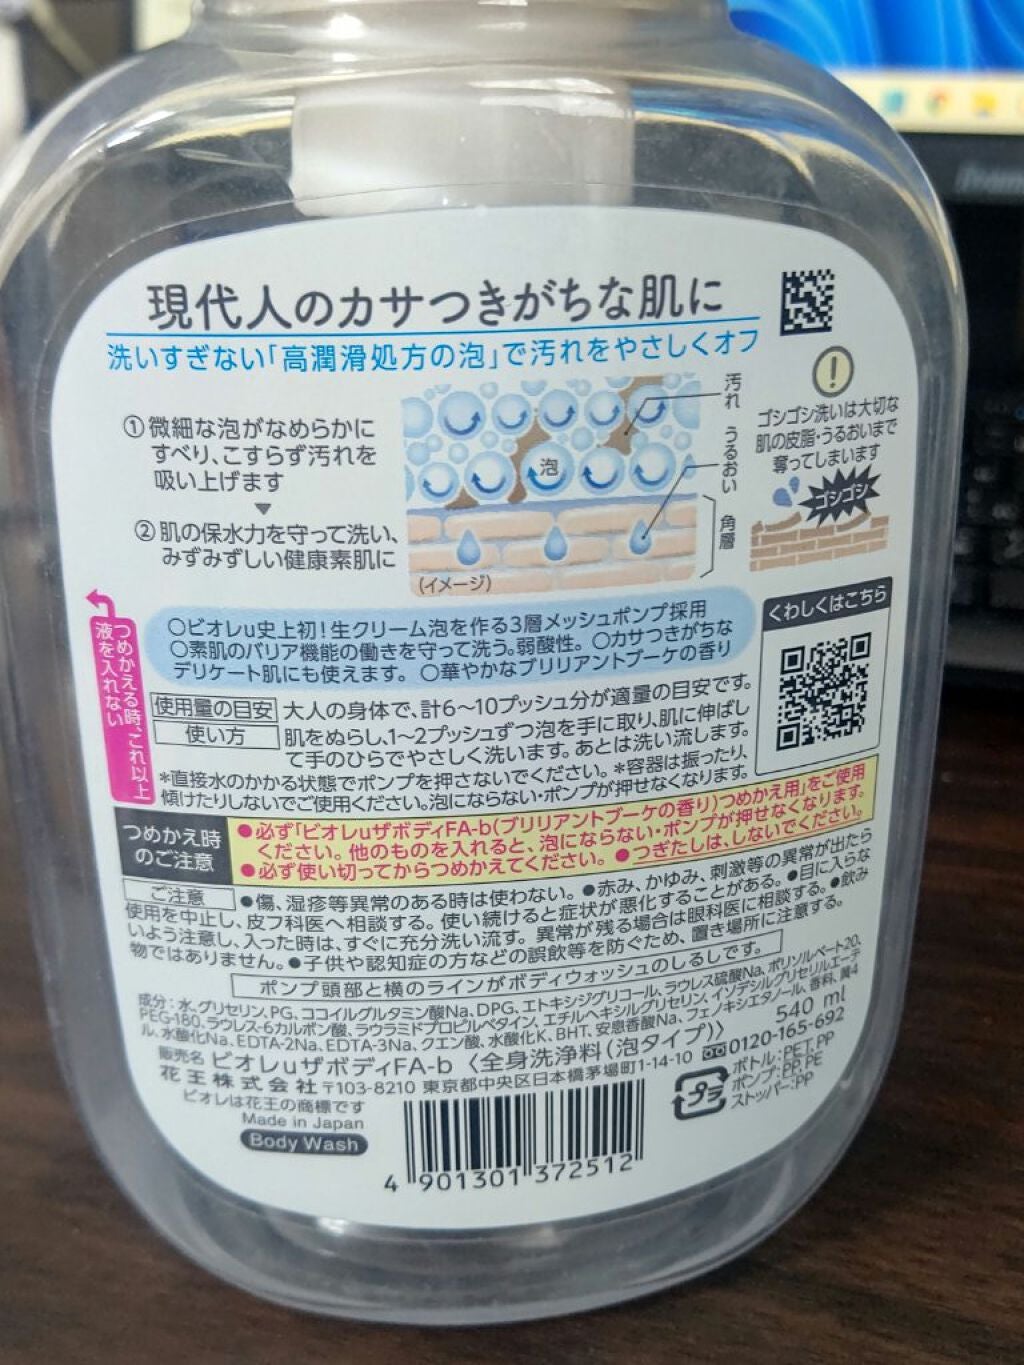 現代人のカサつきがちな肌に
洗いすぎない「高潤滑処方の泡」で汚れをやさしくオフ
①微細な泡がなめらかに
すべり、こすらず汚れを
吸い上げます
▼
②肌の保水力を守って洗い、
みずみずしい健康素肌に
汚れ
うるおい
泡
角層
(イメージ)
!
ゴシゴシ洗いは大切な
肌の皮脂・うるおいまで
奪ってしまいます
ゴシゴシ
くわしくはこちら
つめかえる時、これ以上
液を入れない
○ビオレu史上初!生クリーム泡を作る3層メッシュポンプ採用
○素肌のバリア機能の働きを守って洗う。弱酸性。○カサつきがちな
デリケート肌にも使えます。○華やかなブリリアントブーケの香り
使用量の目安 大人の身体で、計6~10プッシュ分が適量の目安です。
使い方 肌をぬらし、1~2プッシュずつ泡を手に取り、肌に伸ばし
て手のひらでやさしく洗います。あとは洗い流します。
*直接水のかかる状態でポンプを押さないでください。*容器は振ったり、
傾けたりしないでご使用ください。泡にならない・ポンプが押せなくなります。
つめかえ時
のご注意
●必ず「ビオレuザボディFA-b(ブリリアントブーケの香り)つめかえ用」をご使用
ください。他のものを入れると、泡にならない・ポンプが押せなくなります。
●必ず使い切ってからつめかえてください。●つぎたしは、しないでください。
ご注意 ●傷、湿疹等異常のある時は使わない。●赤み、かゆみ、刺激等の異常が出たら
使用を中止し、皮フ科医へ相談する。使い続けると症状が悪化することがある。●目に入らな
いよう注意し、入った時は、すぐに充分洗い流す。異常が残る場合は眼科医に相談する。●飲み
物ではありません。●子供や認知症の方などの誤飲等を防ぐため、置き場所に注意する。
ポンプ頭部と横のラインがボディウォッシュのしるしです。
成分:水、グリセリン、PG、ココイルグルタミン酸Na、DPG、エトキシジグリコール、ラウレス硫酸Na、ポリソルベート20、
PEG-180、ラウレス-6カルボン酸、ラウラミドプロピルベタイン、エチルヘキシルグリセリン、イソデシルグリセリルエーテ
ル、水酸化Na、EDTA-2Na、EDTA-3Na、クエン酸、水酸化K、BHT、安息香酸Na、フェノキシエタノール、香料、黄4
販売名 ビオレuザボディFA-b 〈全身洗浄料(泡タイプ)〉 540 ml
花王株式会社 〒103-8210 東京都中央区日本橋茅場町1-14-10 0120-165-692
ビオレは花王の商標です
Made in Japan
Body Wash
プラ
ボトル:PET、PP
ポンプ:PP、PE
ストッパー:PP
4 901301 372512